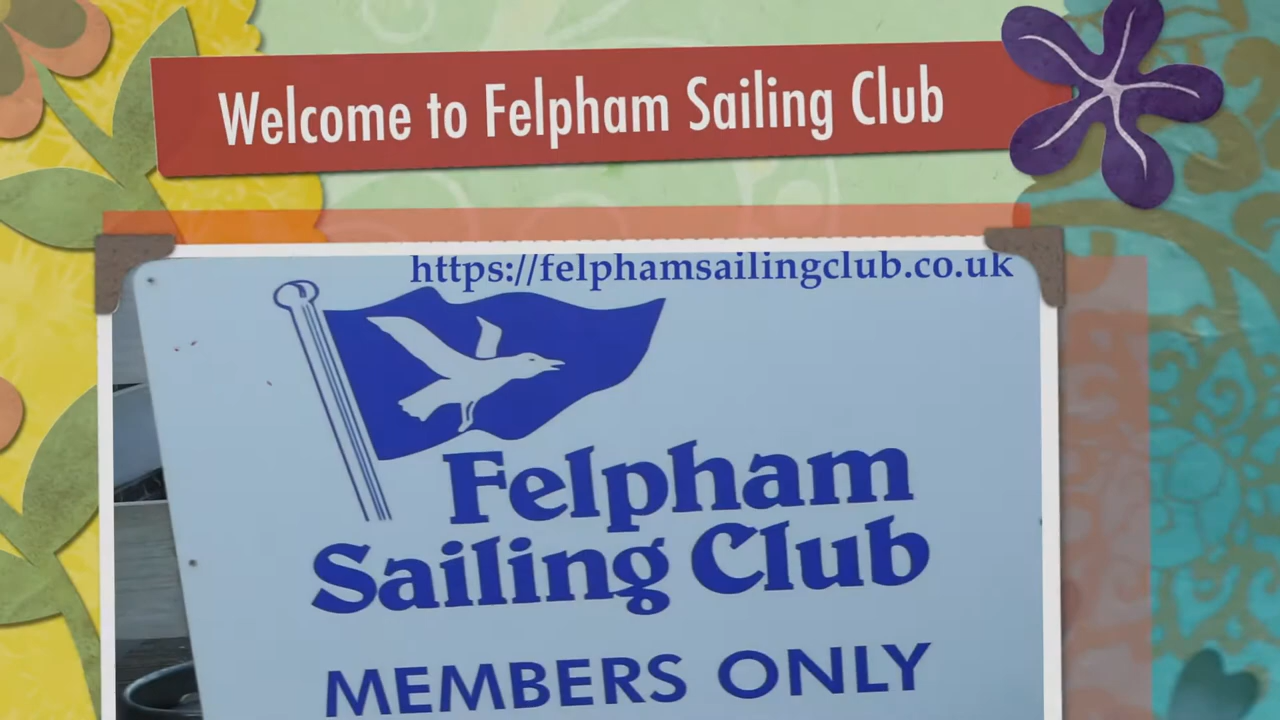 Welcome to Felpham Sailing Club
https://felphamsailingclub.co.uk
Felpham
Sailing Club
MEMBERS ONLY